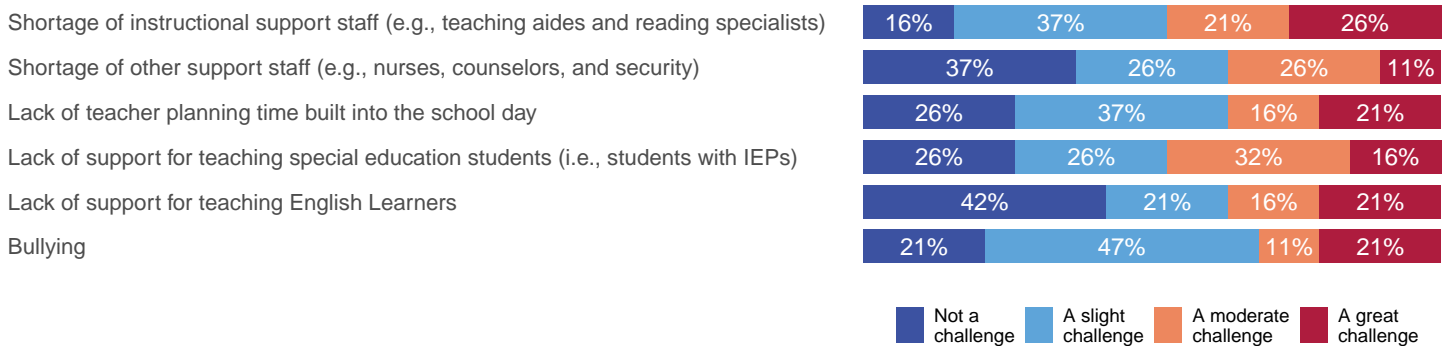 Shortage of instructional support staff (e.g., teaching aides and reading specialists) 16% 37% 21% 26%
Shortage of other support staff (e.g., nurses, counselors, and security) 37% 26% 26% 11%
Lack of teacher planning time built into the school day 26% 37% 16% 21%
Lack of support for teaching special education students (i.e., students with IEPs) 26% 26% 32% 16%
Lack of support for teaching English Learners 42% 21% 16% 21%
Bullying 21% 47% 11% 21%
Not a challenge
A slight challenge
A moderate challenge
A great challenge